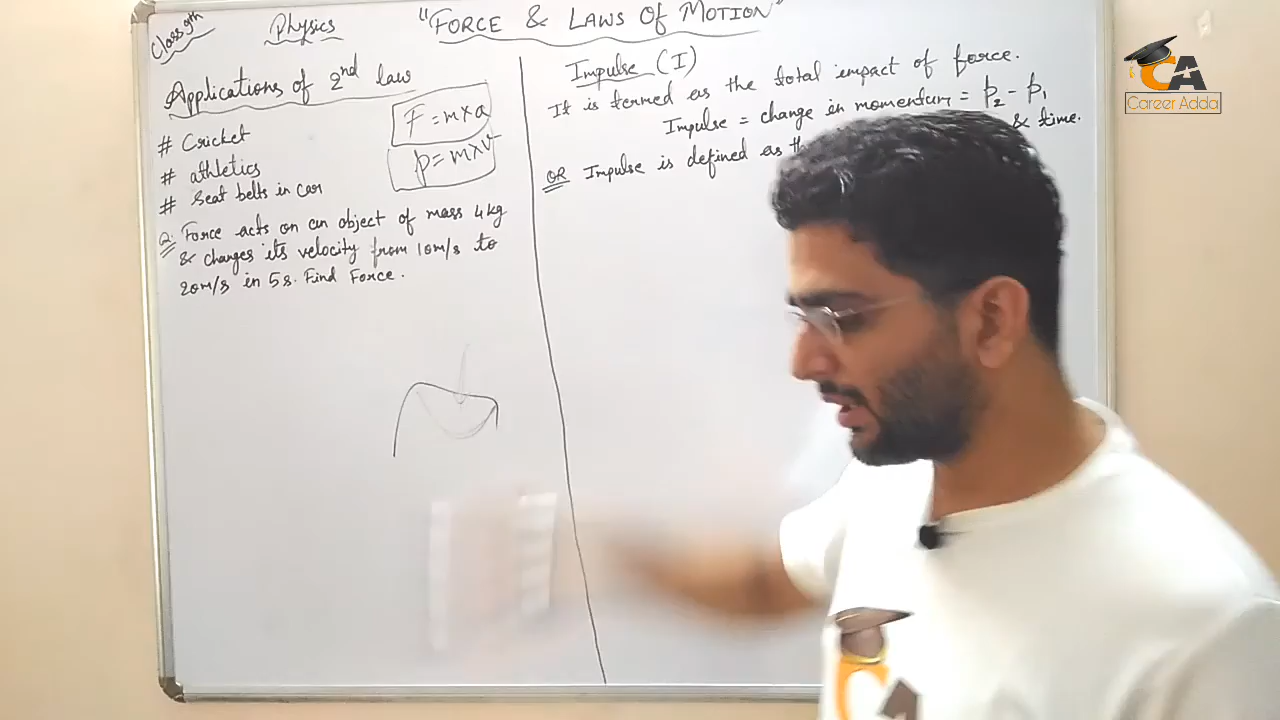 Class 9th
Physics
"FORCE & LAWS OF MOTION"
Applications of 2nd law
# Cricket
# athletics
# Seat belts in car
F = m×a
p = m×v
Q. Force acts on an object of mass 4kg
& changes its velocity from 10m/s to
20m/s in 5s. Find Force.
Impulse (I)
It is termed as the total impact of force.
Impulse = change in momentum = p2 - p1
OR Impulse is defined as
& time.
CA
Career Adda